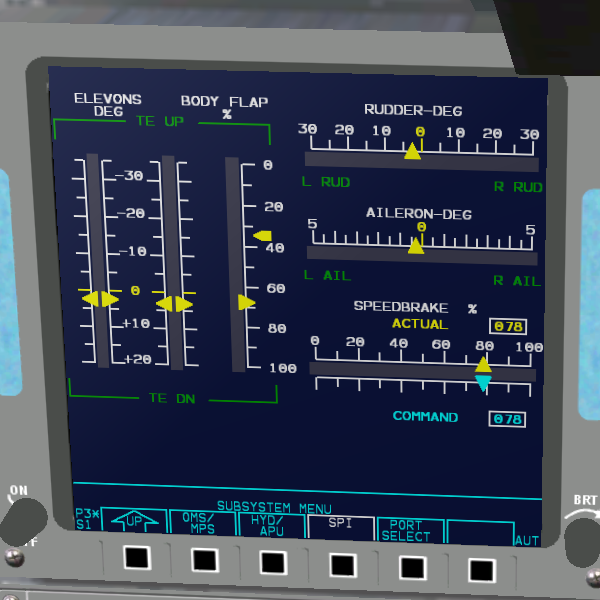 ELEVONS
DEG
BODY FLAP
%
TE UP
-30
-20
-10
0
+10
+20
0
20
40
60
80
100
TE DN
RUDDER-DEG
30 20 10 0 10 20 30
L RUD R RUD
AILERON-DEG
5 0 5
L AIL R AIL
SPEEDBRAKE %
ACTUAL 078
0 20 40 60 80 100
COMMAND 078
SUBSYSTEM MENU
P3*
S1
UP
OMS/
MPS
HYD/
APU
SPI
PORT
SELECT
AUT
ON
BRT